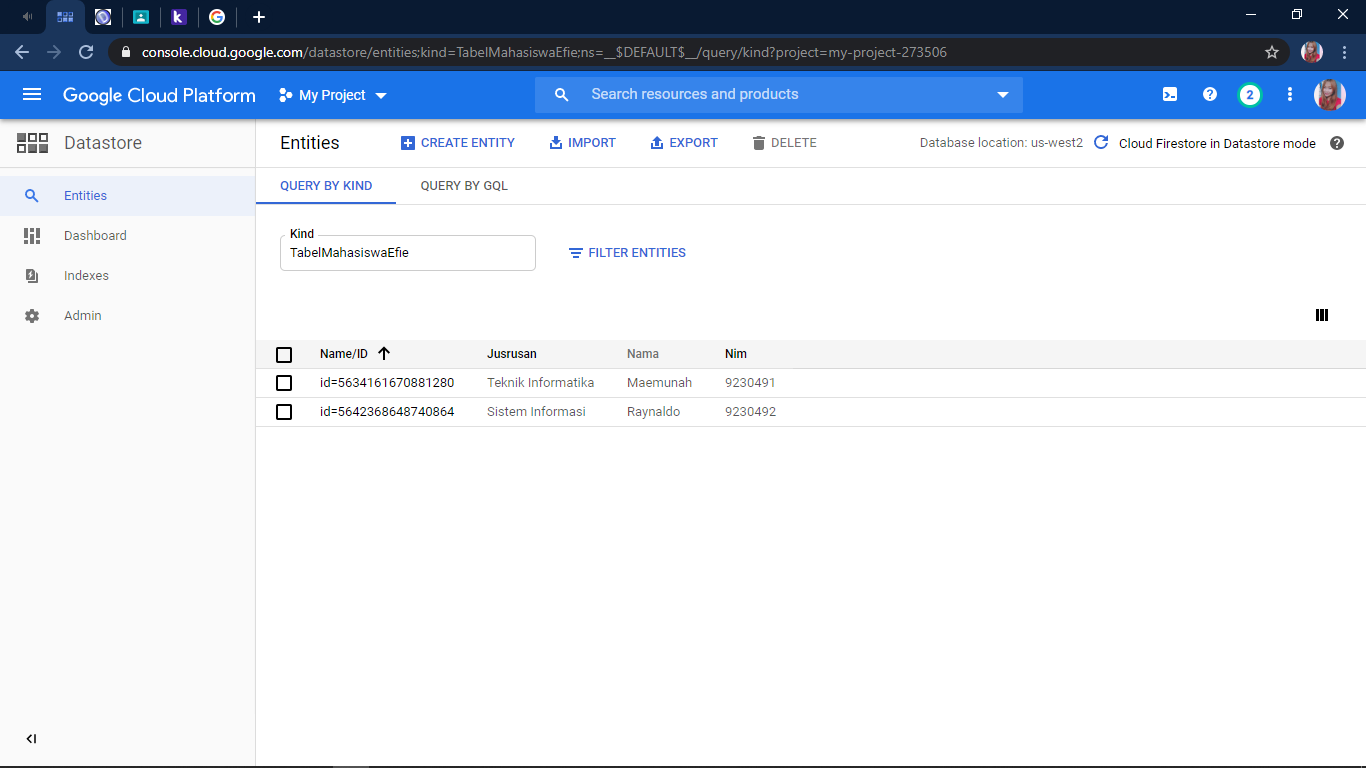 console.cloud.google.com/datastore/entities;kind=TabelMahasiswaEfie;ns=__$DEFAULT$__/query/kind?project=my-project-273506
Google Cloud Platform My Project Search resources and products 2
Datastore Entities CREATE ENTITY IMPORT EXPORT DELETE Database location: us-west2 Cloud Firestore in Datastore mode
Entities QUERY BY KIND QUERY BY GQL
Dashboard
Kind
TabelMahasiswaEfie FILTER ENTITIES
Indexes
Admin
Name/ID Jusrusan Nama Nim
id=5634161670881280 Teknik Informatika Maemunah 9230491
id=5642368648740864 Sistem Informasi Raynaldo 9230492